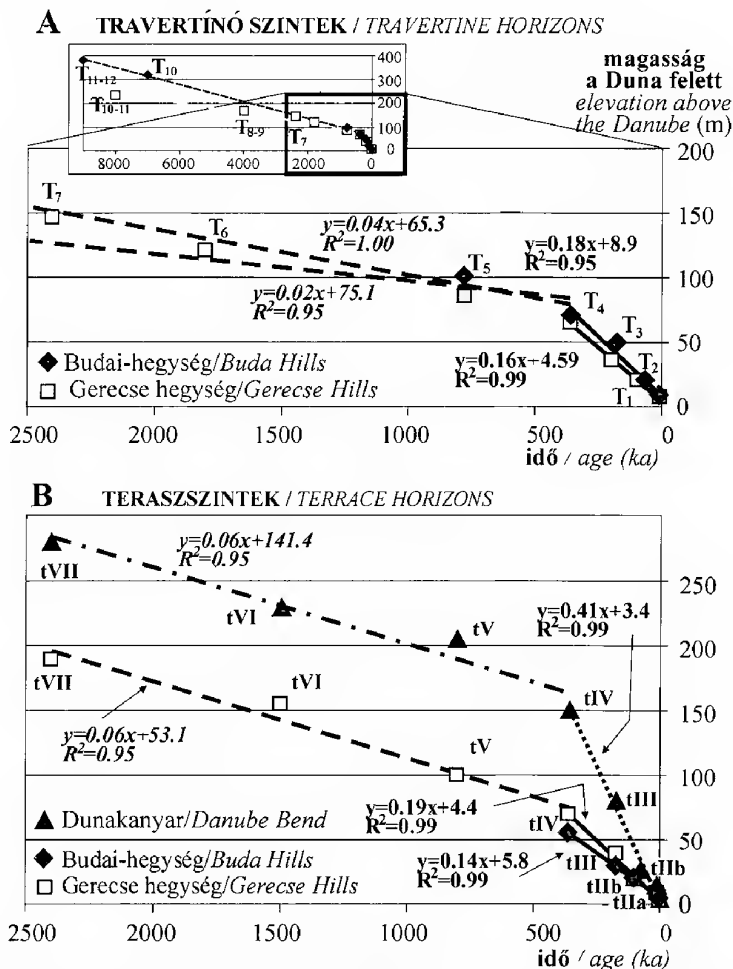 A TRAVERTÍNÓ SZINTEK / TRAVERTINE HORIZONS
magasság
a Duna felett
elevation above
the Danube (m)
T11-12
T10
T10-11
T8-9
T7
400
300
200
100
0
8000 6000 4000 2000 0
200
150
100
50
0
T7
T6
y=0.04x+65.3
R²=1.00
T5
y=0.18x+8.9
R²=0.95
y=0.02x+75.1
R²=0.95
T4
T3
y=0.16x+4.59
R²=0.99
T2
T1
Budai-hegység/Buda Hills
Gerecse hegység/Gerecse Hills
2500 2000 1500 1000 500 0
idő / age (ka)
B TERASZSZINTEK / TERRACE HORIZONS
y=0.06x+141.4
R²=0.95
tVII
tVI
tV
y=0.41x+3.4
R²=0.99
250
200
150
100
50
0
tVII
tVI
tIV
y=0.06x+53.1
R²=0.95
tV
tIII
y=0.19x+4.4
R²=0.99
tIV
y=0.14x+5.8
R²=0.99
tIII
tIIb
tIIb
tIIa
Dunakanyar/Danube Bend
Budai-hegység/Buda Hills
Gerecse hegység/Gerecse Hills
2500 2000 1500 1000 500 0
idő / age (ka)